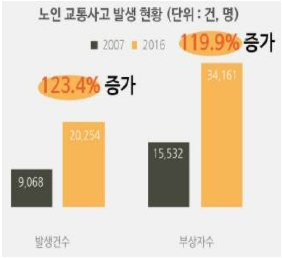 노인 교통사고 발생 현황 (단위 : 건, 명)
2007 2016
119.9% 증가
123.4% 증가
34,161
20,254
15,532
9,068
발생건수 부상자수